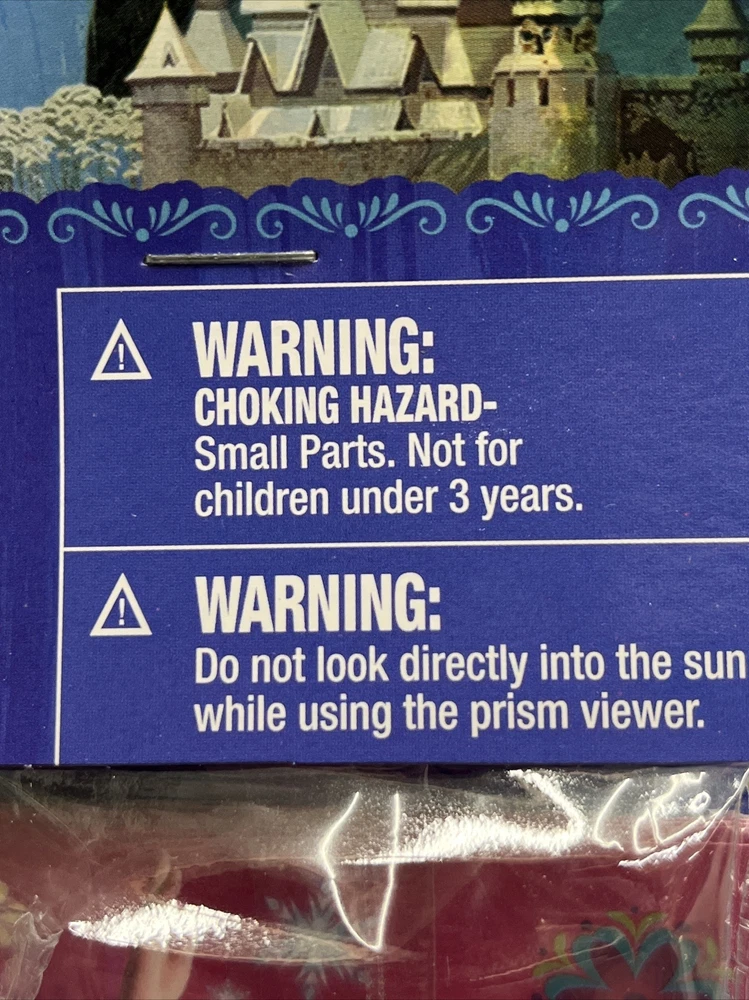 WARNING:
CHOKING HAZARD-
Small Parts. Not for
children under 3 years.
WARNING:
Do not look directly into the sun
while using the prism viewer.